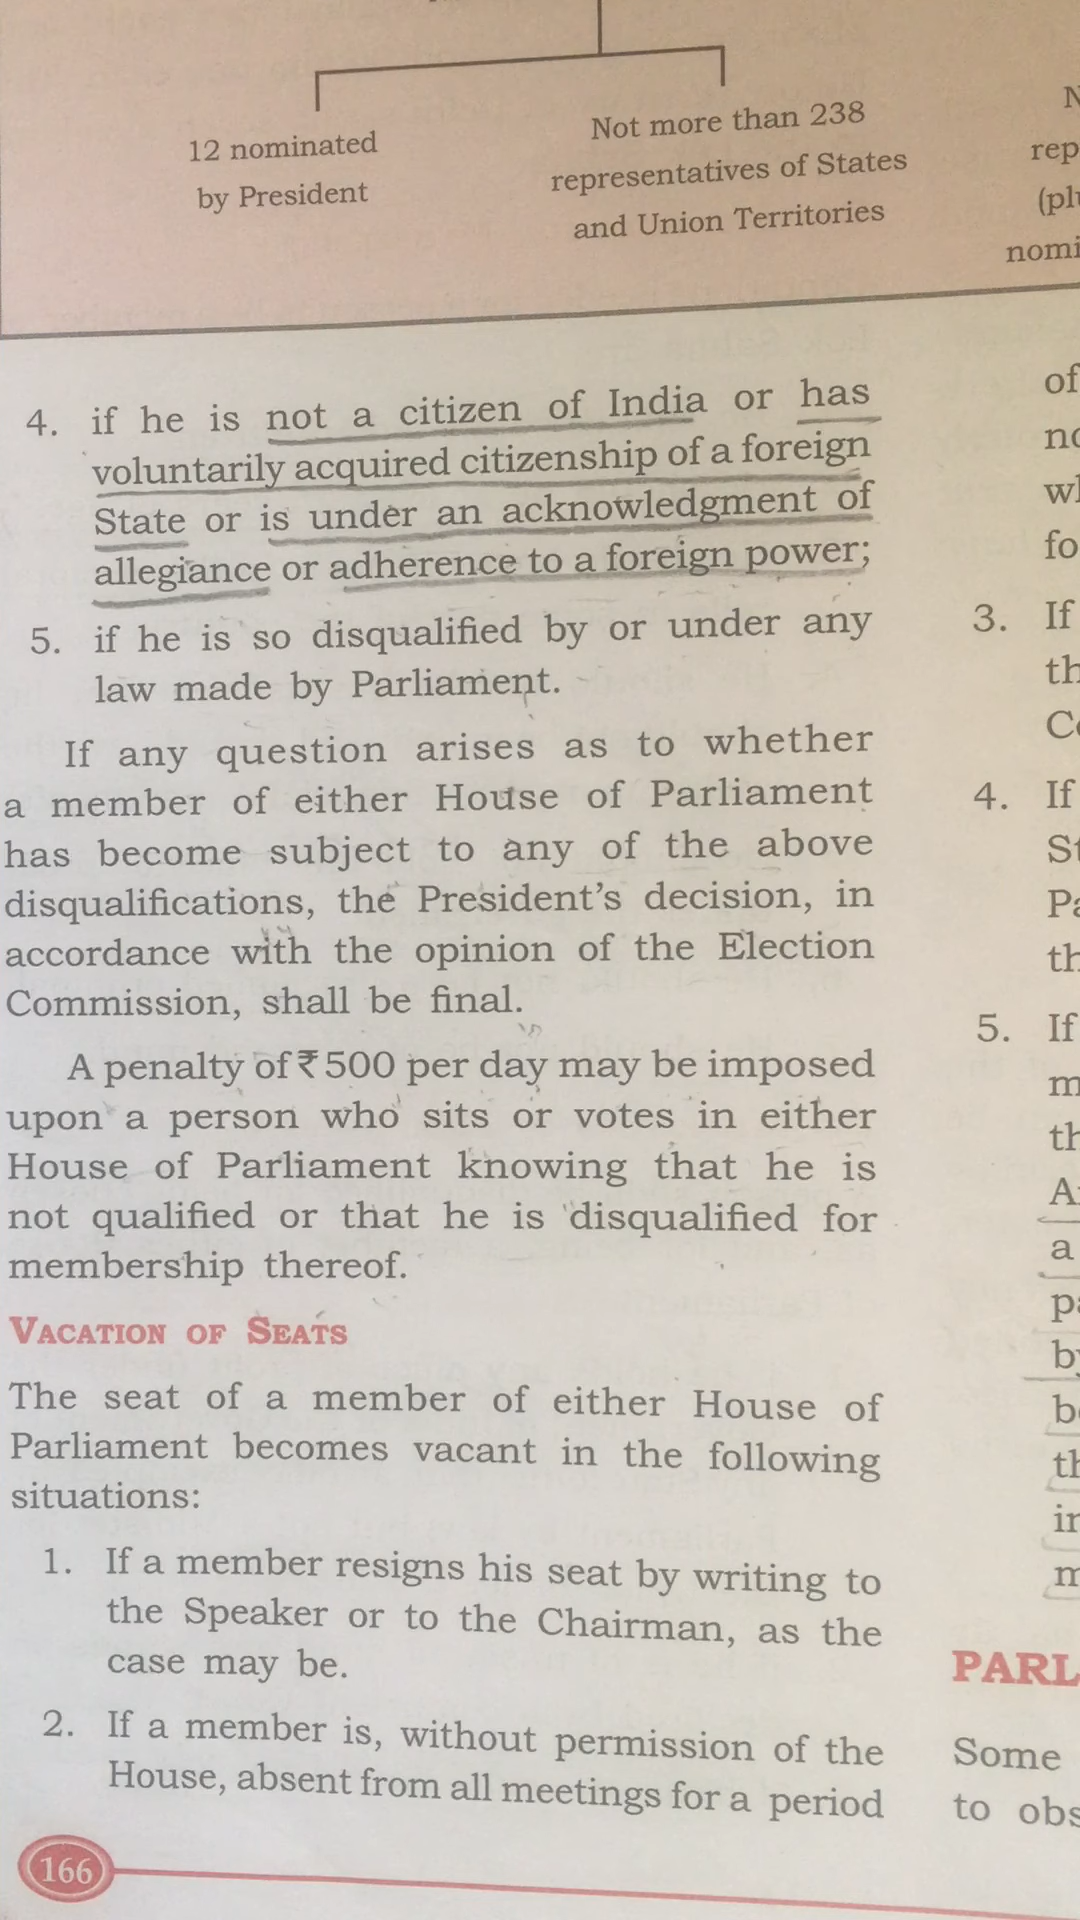 12 nominated
by President
Not more than 238
representatives of States
and Union Territories
4. if he is not a citizen of India or has
voluntarily acquired citizenship of a foreign
State or is under an acknowledgment of
allegiance or adherence to a foreign power;
5. if he is so disqualified by or under any
law made by Parliament.
If any question arises as to whether
a member of either House of Parliament
has become subject to any of the above
disqualifications, the President's decision, in
accordance with the opinion of the Election
Commission, shall be final.
A penalty of ₹500 per day may be imposed
upon a person who sits or votes in either
House of Parliament knowing that he is
not qualified or that he is disqualified for
membership thereof.
VACATION OF SEATS
The seat of a member of either House of
Parliament becomes vacant in the following
situations:
1. If a member resigns his seat by writing to
the Speaker or to the Chairman, as the
case may be.
2. If a member is, without permission of the
House, absent from all meetings for a period
166
of
3. If
4. If
5. If
a
Some
to